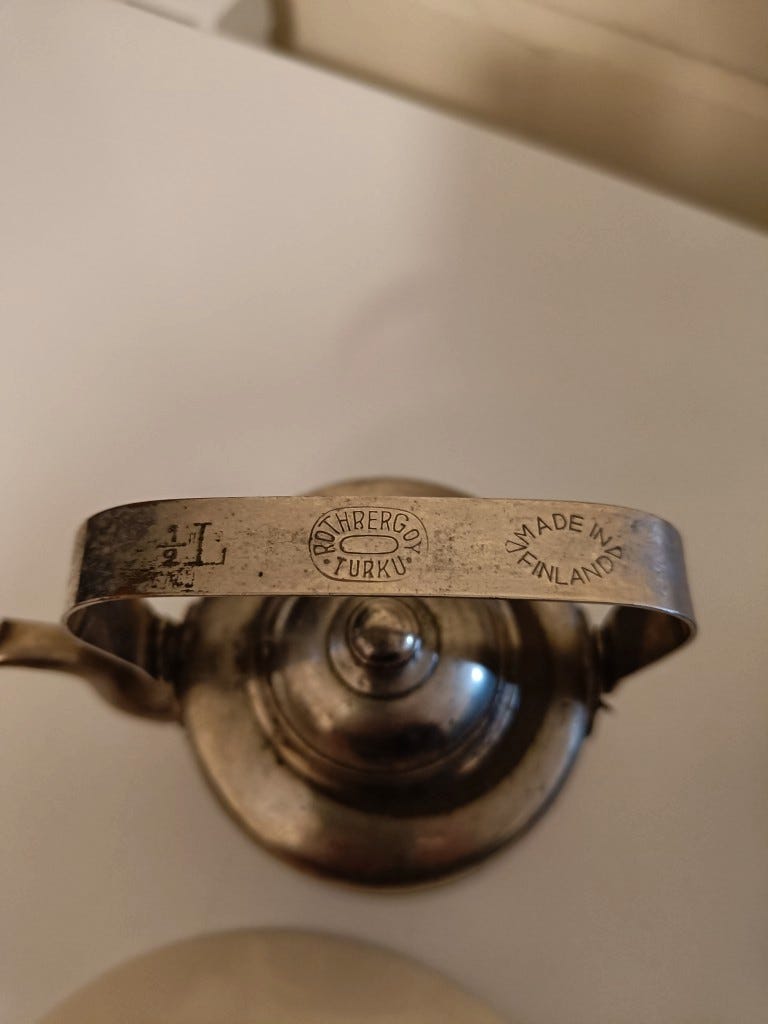 ½ L
ROTHBERG OY
TURKU
MADE IN
FINLAND